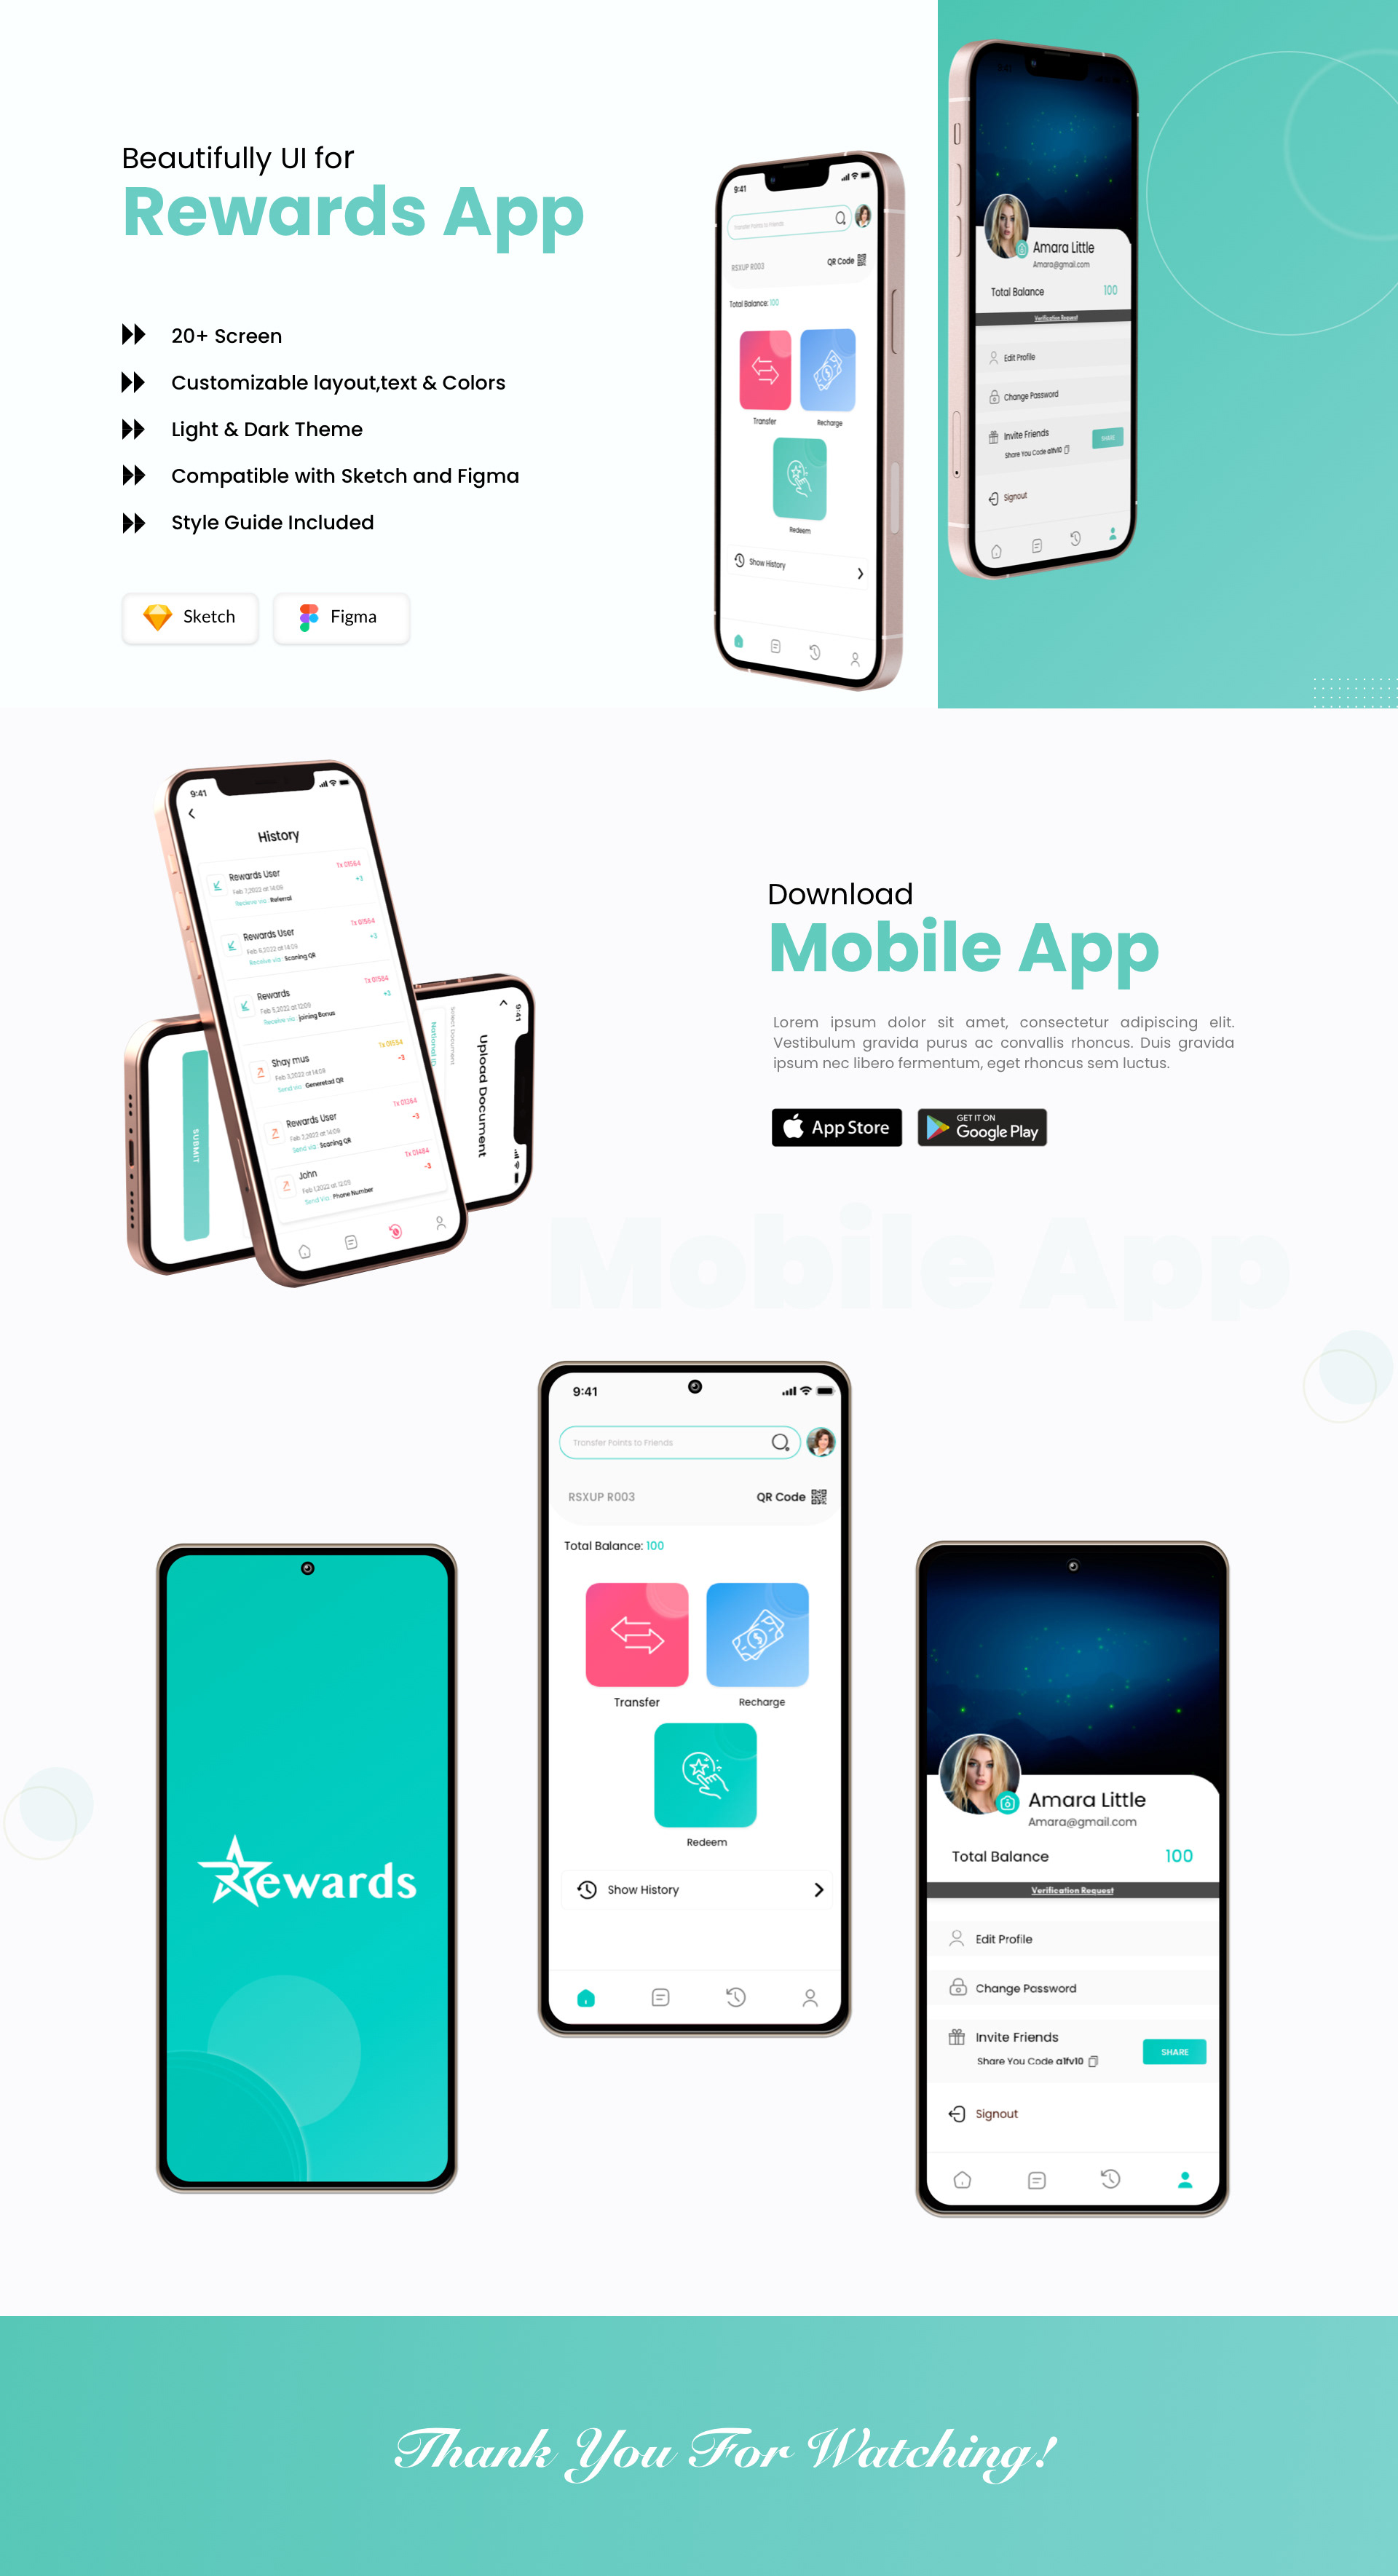 Beautifully UI for
Rewards App
20+ Screen
Customizable layout,text & Colors
Light & Dark Theme
Compatible with Sketch and Figma
Style Guide Included
Sketch
Figma
9:41
Transfer Points to Friends
RSXUP R003
QR Code
Total Balance: 100
Transfer
Recharge
Redeem
Show History
9:41
Amara Little
Amara@gmail.com
Total Balance
100
Verification Request
Edit Profile
Change Password
Invite Friends
Share You Code a1fv10
SHARE
Signout
9:41
History
Rewards User
Tx 01564
Feb 7,2022 at 14:09
+3
Recieve via : Referral
Rewards User
Tx 01564
Feb 6,2022 at 14:09
+3
Receive via : Scaning QR
Rewards
Tx 01554
Feb 5,2022 at 12:09
+3
Receive via : joining Bonus
Shay mus
Tx 01554
Feb 3,2022 at 14:09
-3
Send via : Generetad QR
Rewards User
Tx 01364
Feb 2,2022 at 14:09
-3
Send via : Scaning QR
John
Tx 01464
Feb 1,2022 at 12:09
-3
Send Via : Phone Number
9:41
Upload Document
Select Document
National ID
SUBMIT
Download
Mobile App
Lorem ipsum dolor sit amet, consectetur adipiscing elit.
Vestibulum gravida purus ac convallis rhoncus. Duis gravida
ipsum nec libero fermentum, eget rhoncus sem luctus.
App Store
GET IT ON
Google Play
Mobile App
9:41
Transfer Points to Friends
RSXUP R003
QR Code
Total Balance: 100
Transfer
Recharge
Redeem
Show History
Rewards
Amara Little
Amara@gmail.com
Total Balance
100
Verification Request
Edit Profile
Change Password
Invite Friends
Share You Code a1fv10
SHARE
Signout
Thank You For Watching!